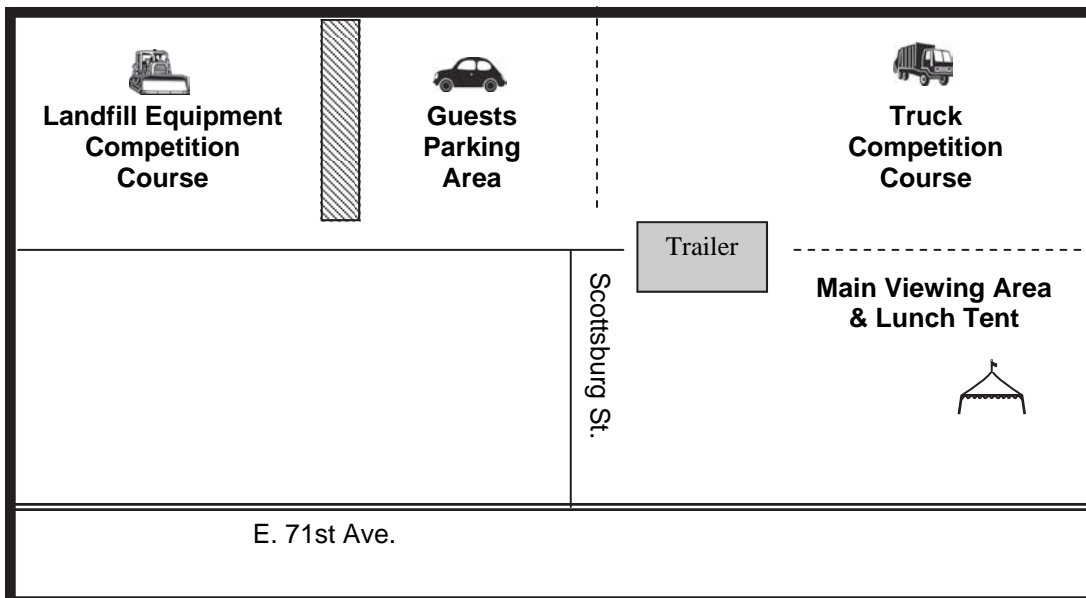 Landfill Equipment
Competition
Course
Guests
Parking
Area
Truck
Competition
Course
Trailer
Main Viewing Area
& Lunch Tent
Scottsburg St.
E. 71st Ave.